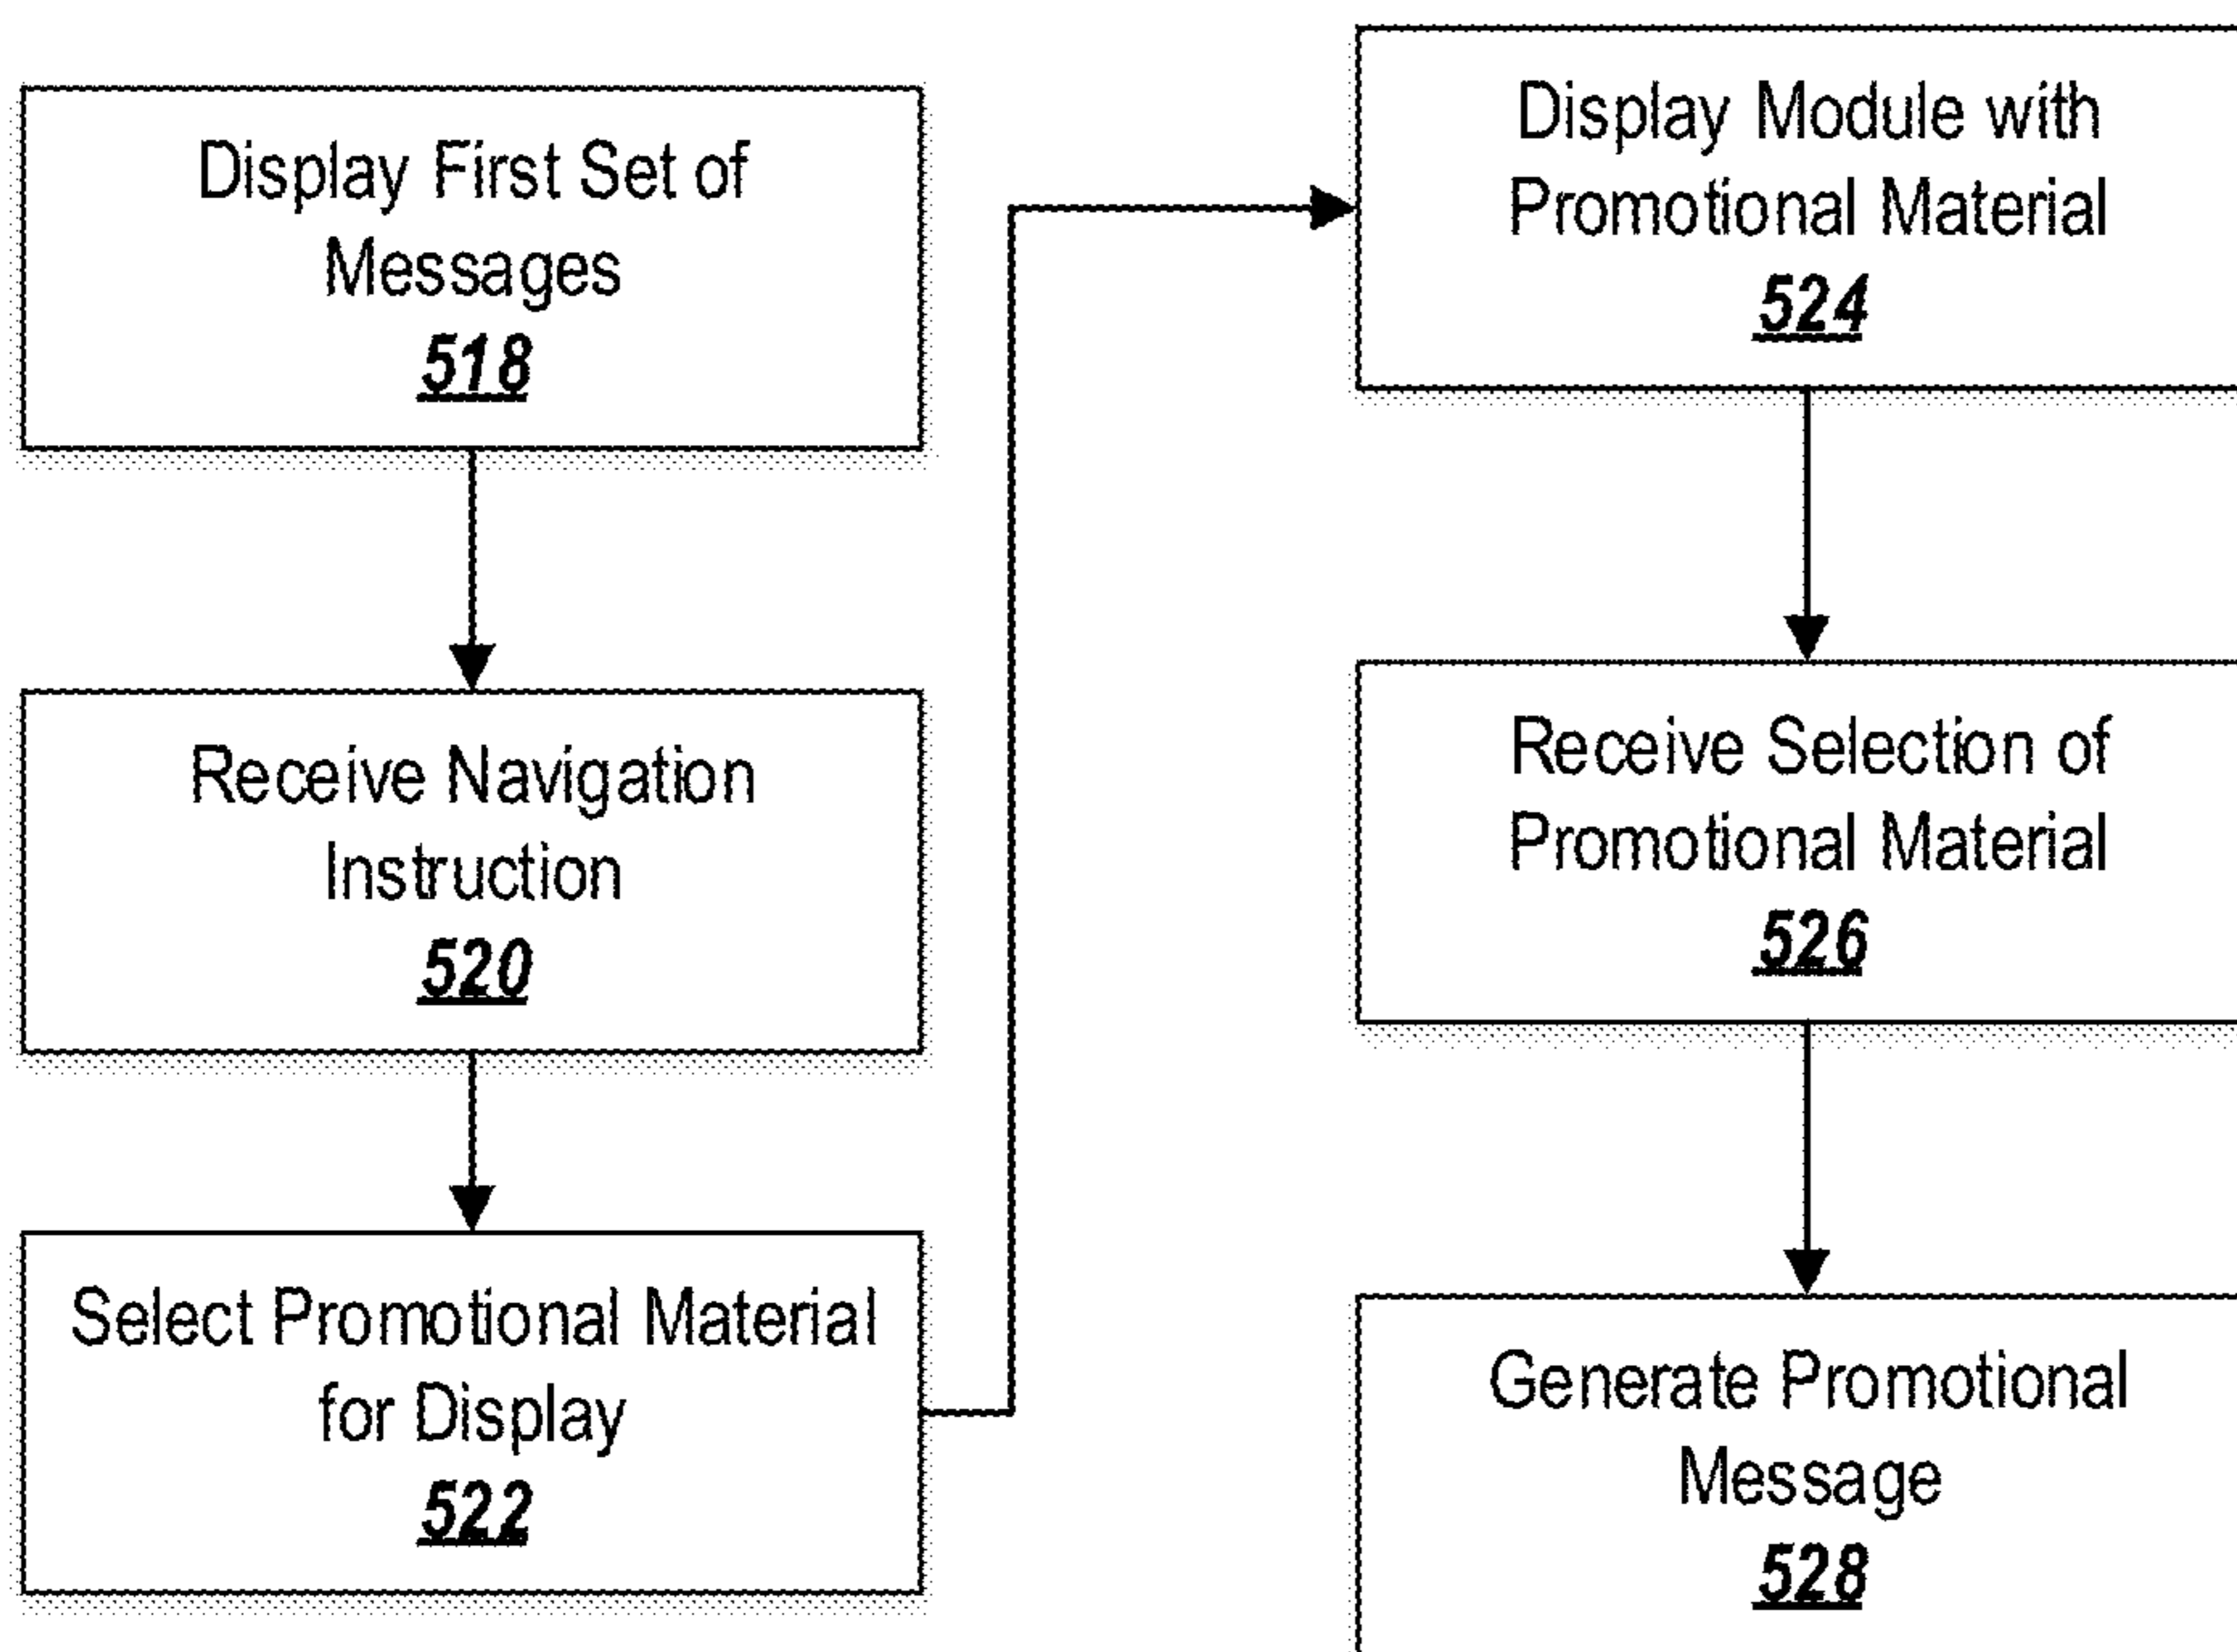 Display First Set of
Messages
518
Receive Navigation
Instruction
520
Select Promotional Material
for Display
522
Display Module with
Promotional Material
524
Receive Selection of
Promotional Material
526
Generate Promotional
Message
528